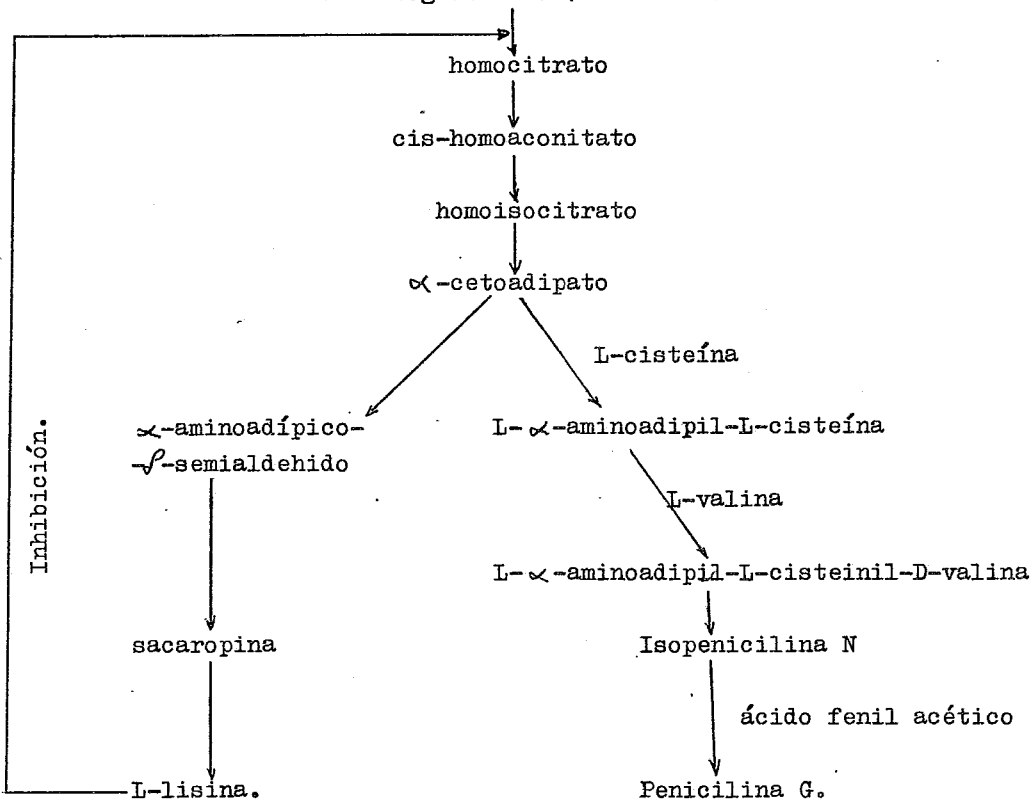 homocitrato
cis-homoaconitato
homoisocitrato
∝-cetoadipato
L-cisteína
∝-aminoadípico-
-δ-semialdehido
L-∝-aminoadipil-L-cisteína
L-valina
L-∝-aminoadipil-L-cisteinil-D-valina
sacaropina
Isopenicilina N
ácido fenil acético
L-lisina.
Penicilina G.
Inhibición.